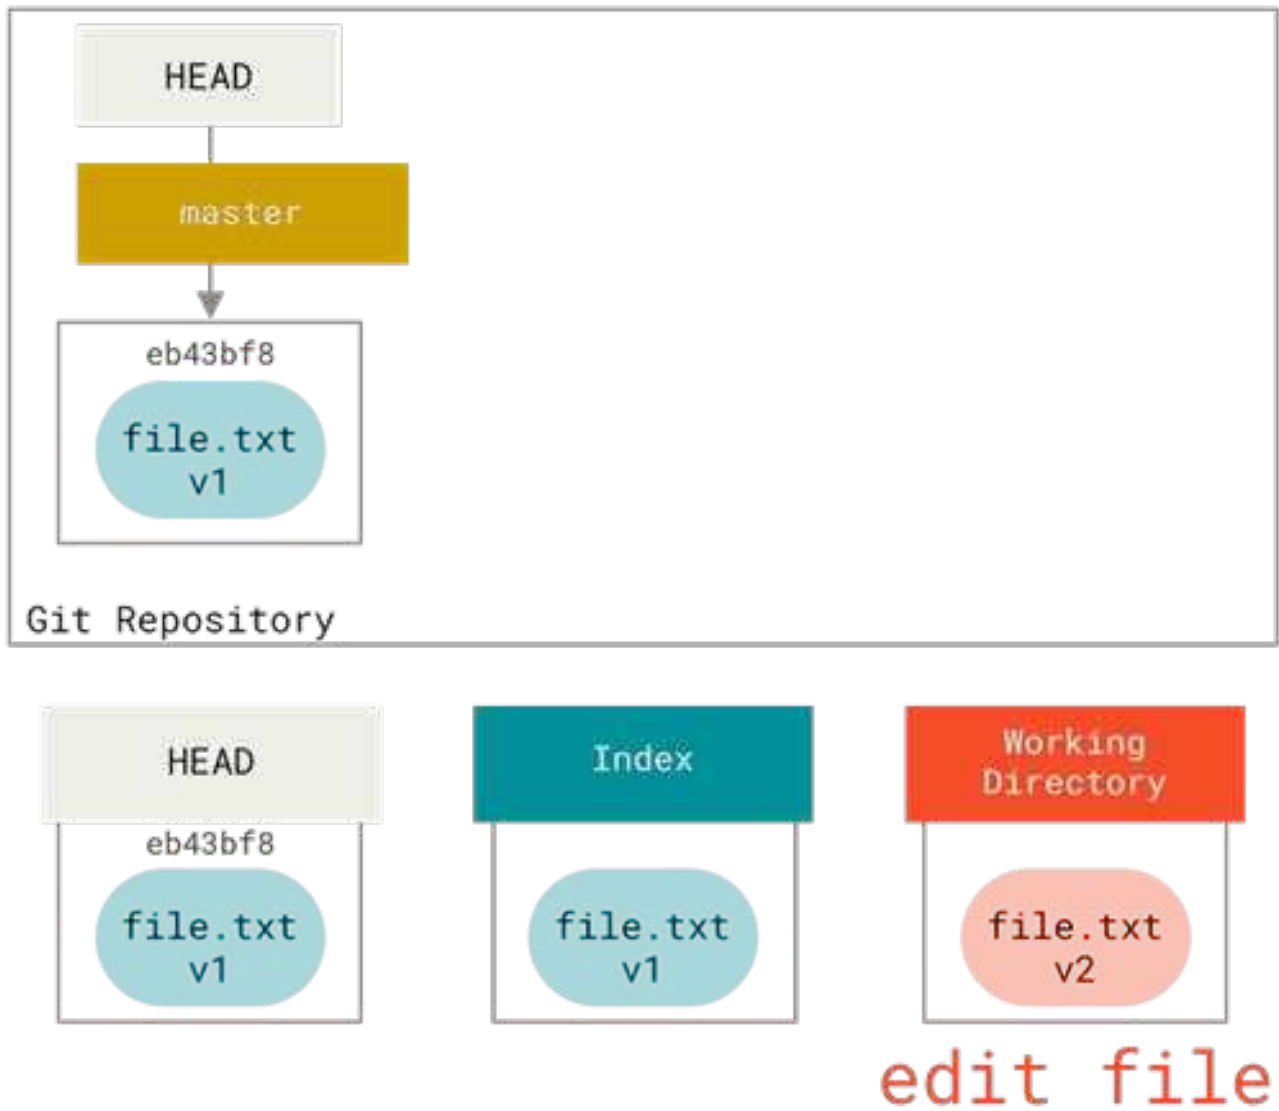 HEAD
master
eb43bf8
file.txt
v1
Git Repository
HEAD
eb43bf8
file.txt
v1
Index
file.txt
v1
Working
Directory
file.txt
v2
edit file